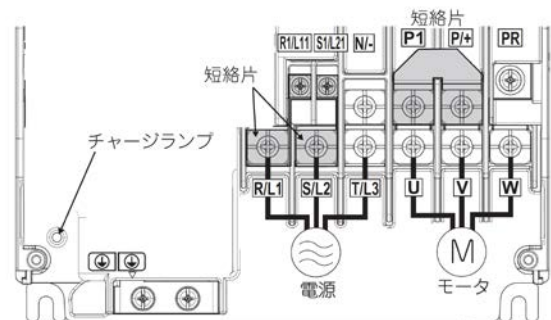 短絡片
R1/L11 S1/L21 N/- P1 P/+ PR
短絡片
チャージランプ
R/L1 S/L2 T/L3 U V W
M
電源 モータ